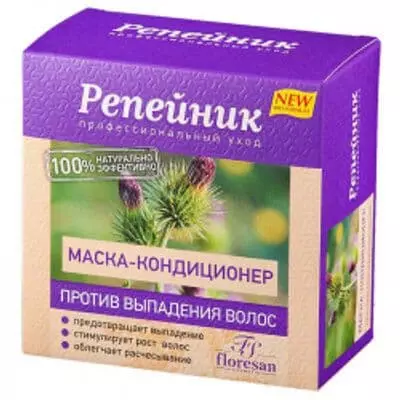 Репейник
профессиональный уход
NEW
100% НАТУРАЛЬНО
ЭФФЕКТИВНО
МАСКА-КОНДИЦИОНЕР
ПРОТИВ ВЫПАДЕНИЯ ВОЛОС
предотвращает выпадение
стимулирует рост волос
облегчает расчесывание
floresan